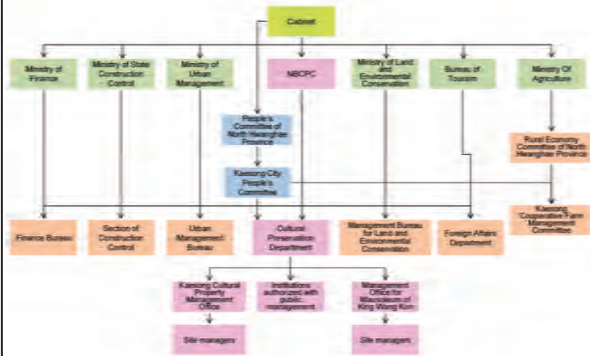 Cabinet
Ministry of
Finance
Ministry of State
Construction
Control
Ministry of
Urban
Management
NBCPC
Ministry of Land
and
Environmental
Conservation
Bureau of
Tourism
Ministry Of
Agriculture
People's
Committee of
North Hwanghae
Province
Rural Economy
Committee of North
Hwanghae Province
Kaesong City
People's
Committee
Kaesong
Cooperative Farm
Management
Committee
Finance Bureau
Section of
Construction
Control
Urban
Management
Bureau
Cultural
Preservation
Department
Management Bureau
for Land and
Environmental
Conservation
Foreign Affairs
Department
Kaesong Cultural
Property
Management
Office
Institutions
authorized with
public
management
Management
Office for
Mausoleum of
King Wang Kon
Site managers
Site managers